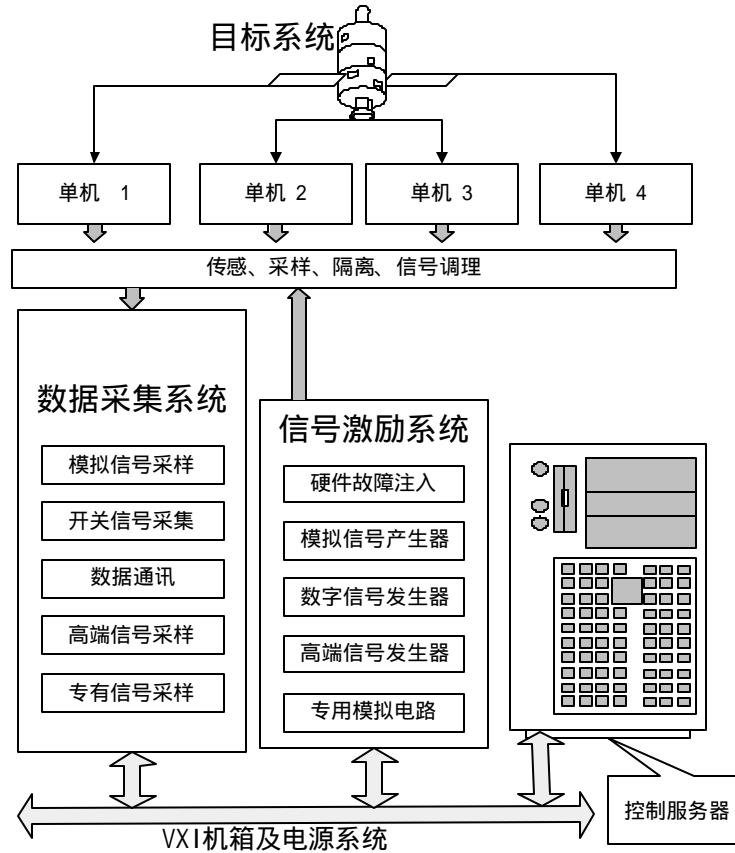 目标系统
单机 1
单机 2
单机 3
单机 4
传感、采样、隔离、信号调理
数据采集系统
模拟信号采样
开关信号采集
数据通讯
高端信号采样
专有信号采样
信号激励系统
硬件故障注入
模拟信号产生器
数字信号发生器
高端信号发生器
专用模拟电路
控制服务器
VXI机箱及电源系统